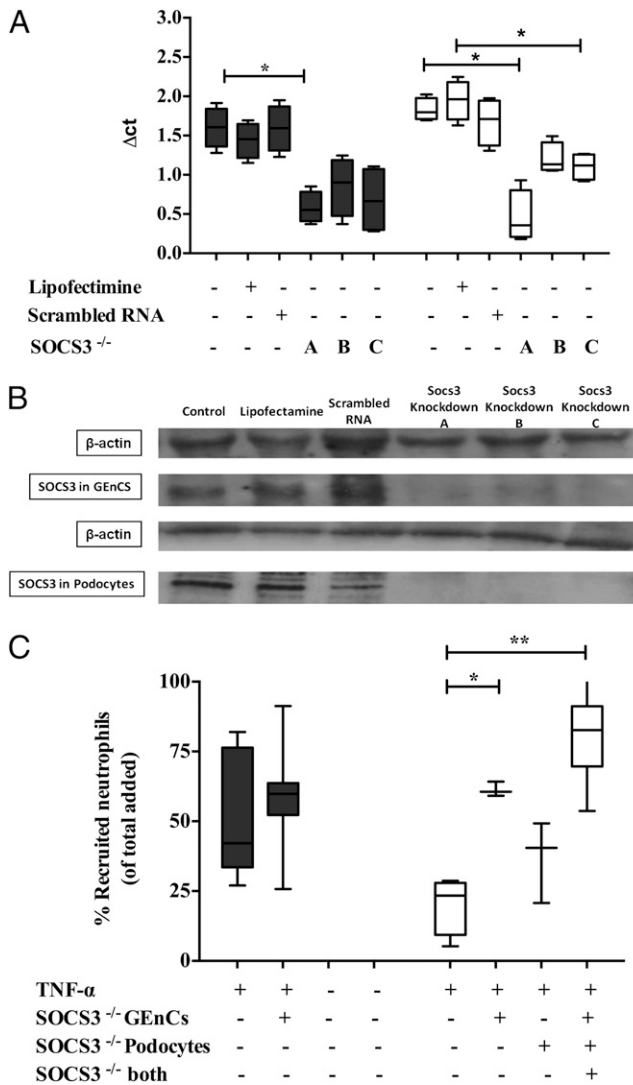 A
Δct
3.0
2.5
2.0
1.5
1.0
0.5
0.0
*
*
*
Lipofectimine - + - - - - - + - - - -
Scrambled RNA - - + - - - - - + - - -
SOCS3 -/- - - - A B C - - - A B C
B
Control Lipofectamine Scrambled RNA Socs3 Knockdown A Socs3 Knockdown B Socs3 Knockdown C
β-actin
SOCS3 in GEnCS
β-actin
SOCS3 in Podocytes
C
% Recruited neutrophils
(of total added)
100
75
50
25
0
**
*
TNF-α + + - - + + + +
SOCS3 -/- GEnCs - + - - - + - +
SOCS3 -/- Podocytes - - - - - - + +
SOCS3 -/- both - - - - - - - +